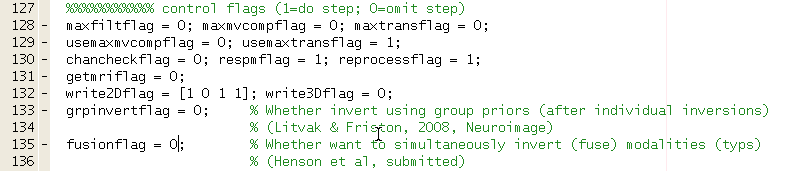 127 %%%%%%%%%%% control flags (1=do step; 0=omit step)
128 - maxfiltflag = 0; maxmvcompflag = 0; maxtransflag = 0;
129 - usemaxmvcompflag = 0; usemaxtransflag = 1;
130 - chancheckflag = 0; respmflag = 1; reprocessflag = 1;
131 - getmriflag = 0;
132 - write2Dflag = [1 0 1 1]; write3Dflag = 0;
133 - grpinvertflag = 0; % Whether invert using group priors (after individual inversions)
134 % (Litvak & Friston, 2008, Neuroimage)
135 - fusionflag = 0; % Whether want to simultaneously invert (fuse) modalities (typs)
136 % (Henson et al, submitted)